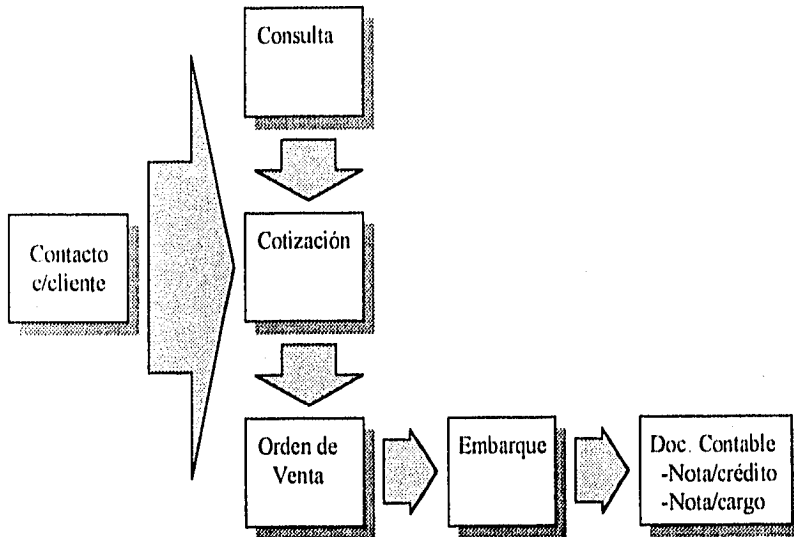 Consulta
Contacto
c/cliente
Cotización
Orden de
Venta
Embarque
Doc. Contable
-Nota/crédito
-Nota/cargo